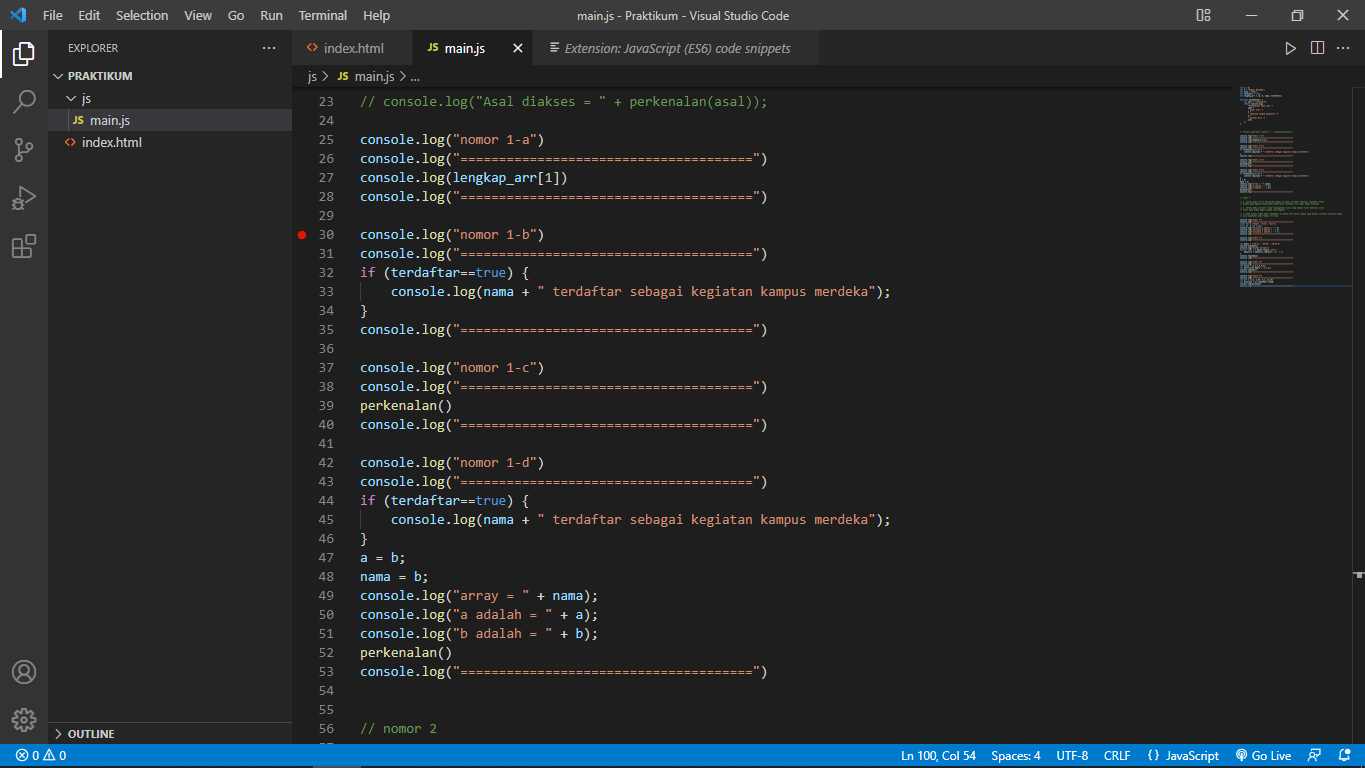 File Edit Selection View Go Run Terminal Help
main.js - Praktikum - Visual Studio Code
EXPLORER
PRAKTIKUM
js
JS main.js
<> index.html
OUTLINE
<> index.html
JS main.js
Extension: JavaScript (ES6) code snippets
js > JS main.js > ...
23 // console.log("Asal diakses = " + perkenalan(asal));
24
25 console.log("nomor 1-a")
26 console.log("======================================")
27 console.log(lengkap_arr[1])
28 console.log("======================================")
29
30 console.log("nomor 1-b")
31 console.log("======================================")
32 if (terdaftar==true) {
33     console.log(nama + " terdaftar sebagai kegiatan kampus merdeka");
34 }
35 console.log("======================================")
36
37 console.log("nomor 1-c")
38 console.log("======================================")
39 perkenalan()
40 console.log("======================================")
41
42 console.log("nomor 1-d")
43 console.log("======================================")
44 if (terdaftar==true) {
45     console.log(nama + " terdaftar sebagai kegiatan kampus merdeka");
46 }
47 a = b;
48 nama = b;
49 console.log("array = " + nama);
50 console.log("a adalah = " + a);
51 console.log("b adalah = " + b);
52 perkenalan()
53 console.log("======================================")
54
55
56 // nomor 2
0 0
Ln 100, Col 54 Spaces: 4 UTF-8 CRLF {} JavaScript Go Live